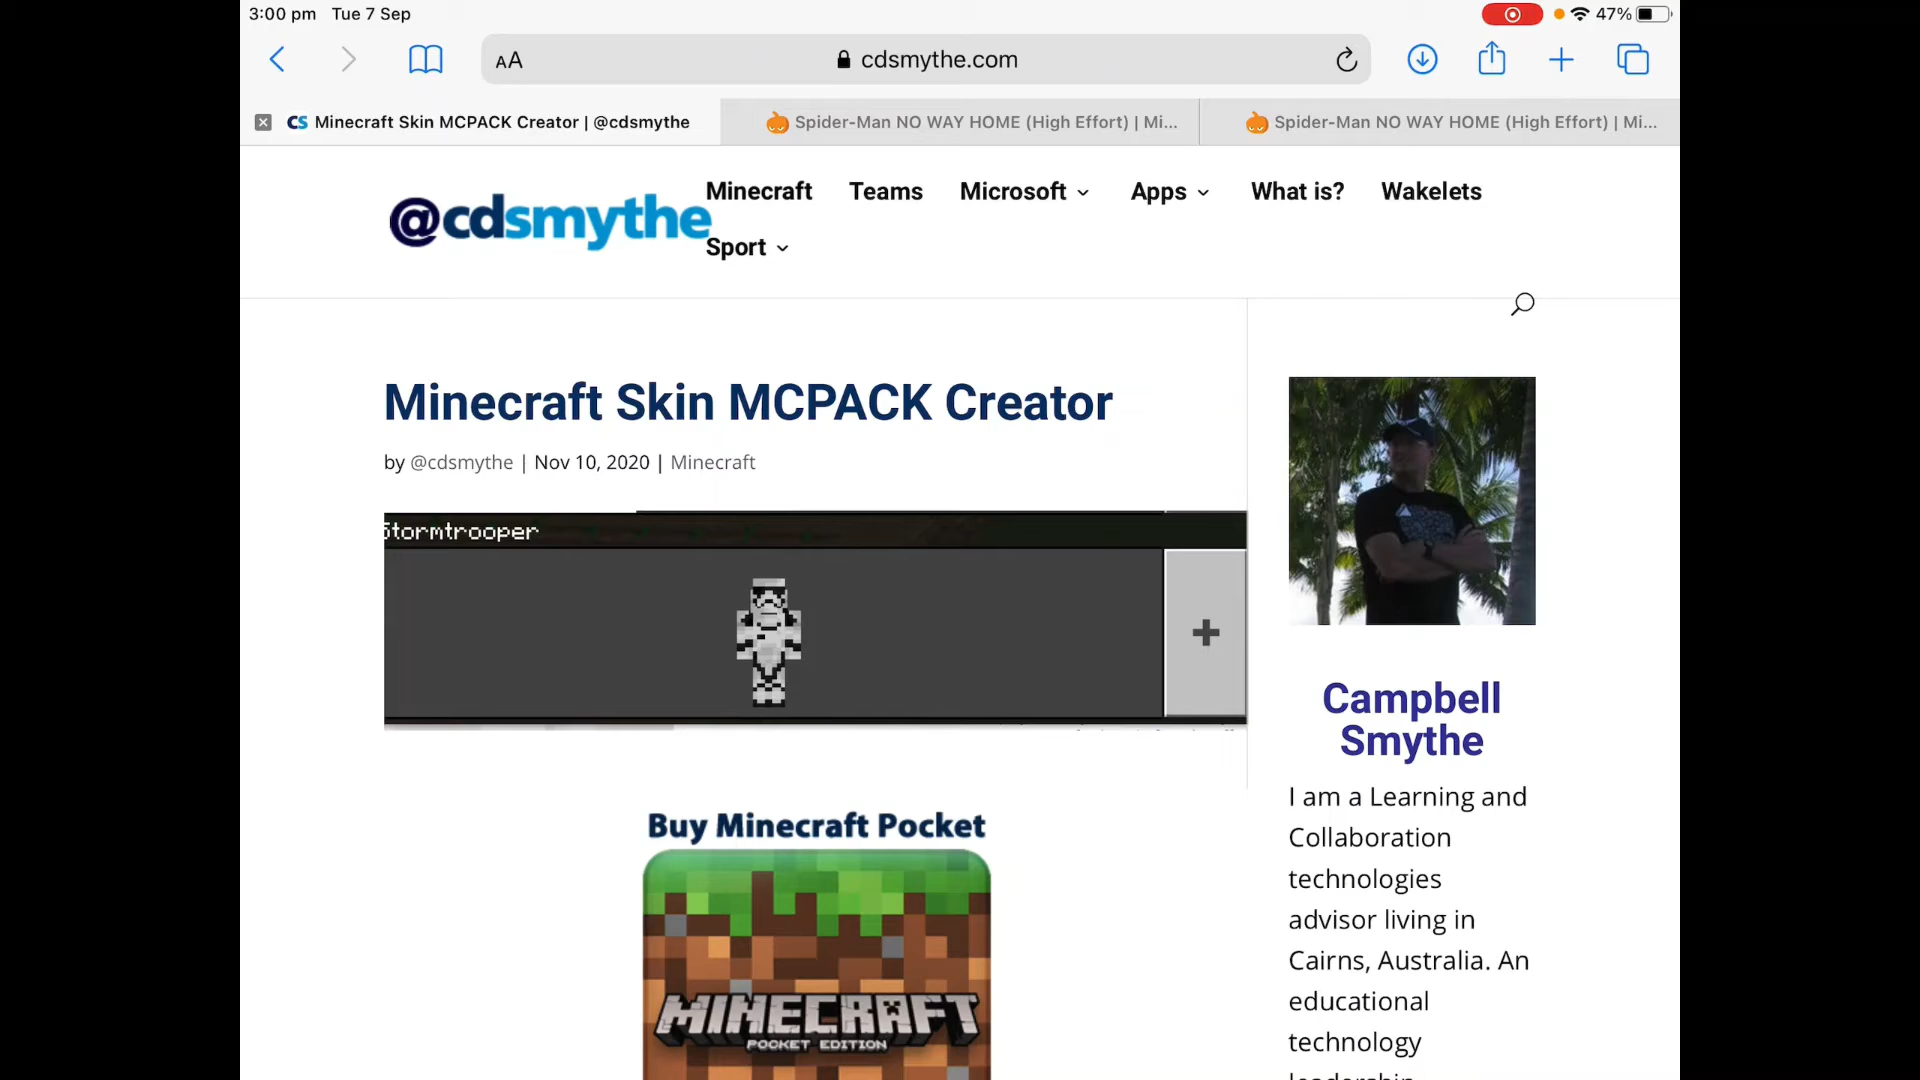 3:00 pm Tue 7 Sep
47%
AA
cdsmythe.com
CS Minecraft Skin MCPACK Creator | @cdsmythe
Spider-Man NO WAY HOME (High Effort) | Mi...
Spider-Man NO WAY HOME (High Effort) | Mi...
@cdsmythe
Minecraft Teams Microsoft Apps What is? Wakelets
Sport
Minecraft Skin MCPACK Creator
by @cdsmythe | Nov 10, 2020 | Minecraft
Stormtrooper
Buy Minecraft Pocket
MINECRAFT
POCKET EDITION
Campbell
Smythe
I am a Learning and
Collaboration
technologies
advisor living in
Cairns, Australia. An
educational
technology
leadership